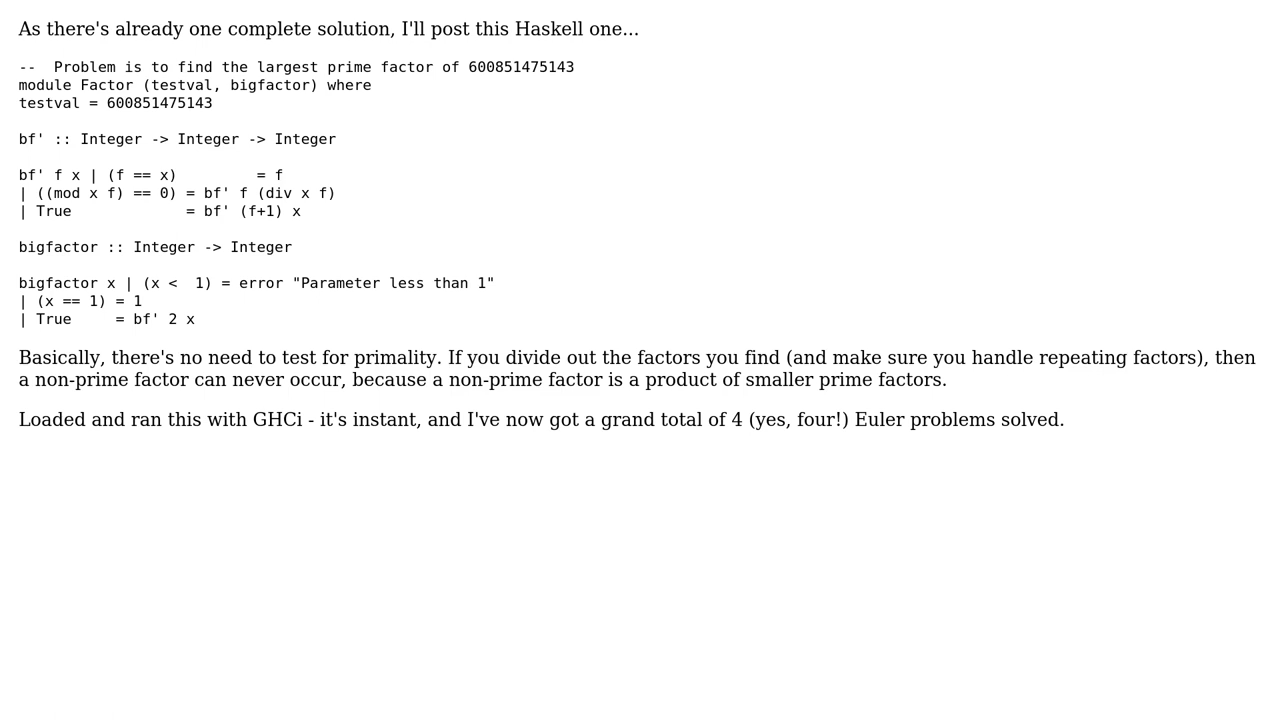 As there's already one complete solution, I'll post this Haskell one...
--  Problem is to find the largest prime factor of 600851475143
module Factor (testval, bigfactor) where
testval = 600851475143
bf' :: Integer -> Integer -> Integer
bf' f x | (f == x)         = f
| ((mod x f) == 0) = bf' f (div x f)
| True             = bf' (f+1) x
bigfactor :: Integer -> Integer
bigfactor x | (x <  1) = error "Parameter less than 1"
| (x == 1) = 1
| True     = bf' 2 x
Basically, there's no need to test for primality. If you divide out the factors you find (and make sure you handle repeating factors), then
a non-prime factor can never occur, because a non-prime factor is a product of smaller prime factors.
Loaded and ran this with GHCi - it's instant, and I've now got a grand total of 4 (yes, four!) Euler problems solved.